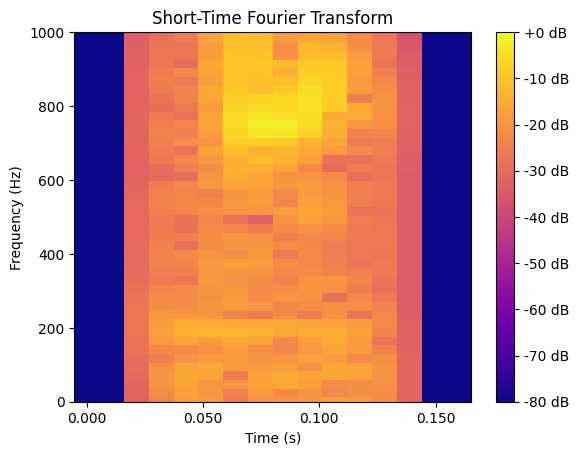 Short-Time Fourier Transform
1000
800
600
400
200
0
Frequency (Hz)
0.000
0.050
0.100
0.150
Time (s)
+0 dB
-10 dB
-20 dB
-30 dB
-40 dB
-50 dB
-60 dB
-70 dB
-80 dB